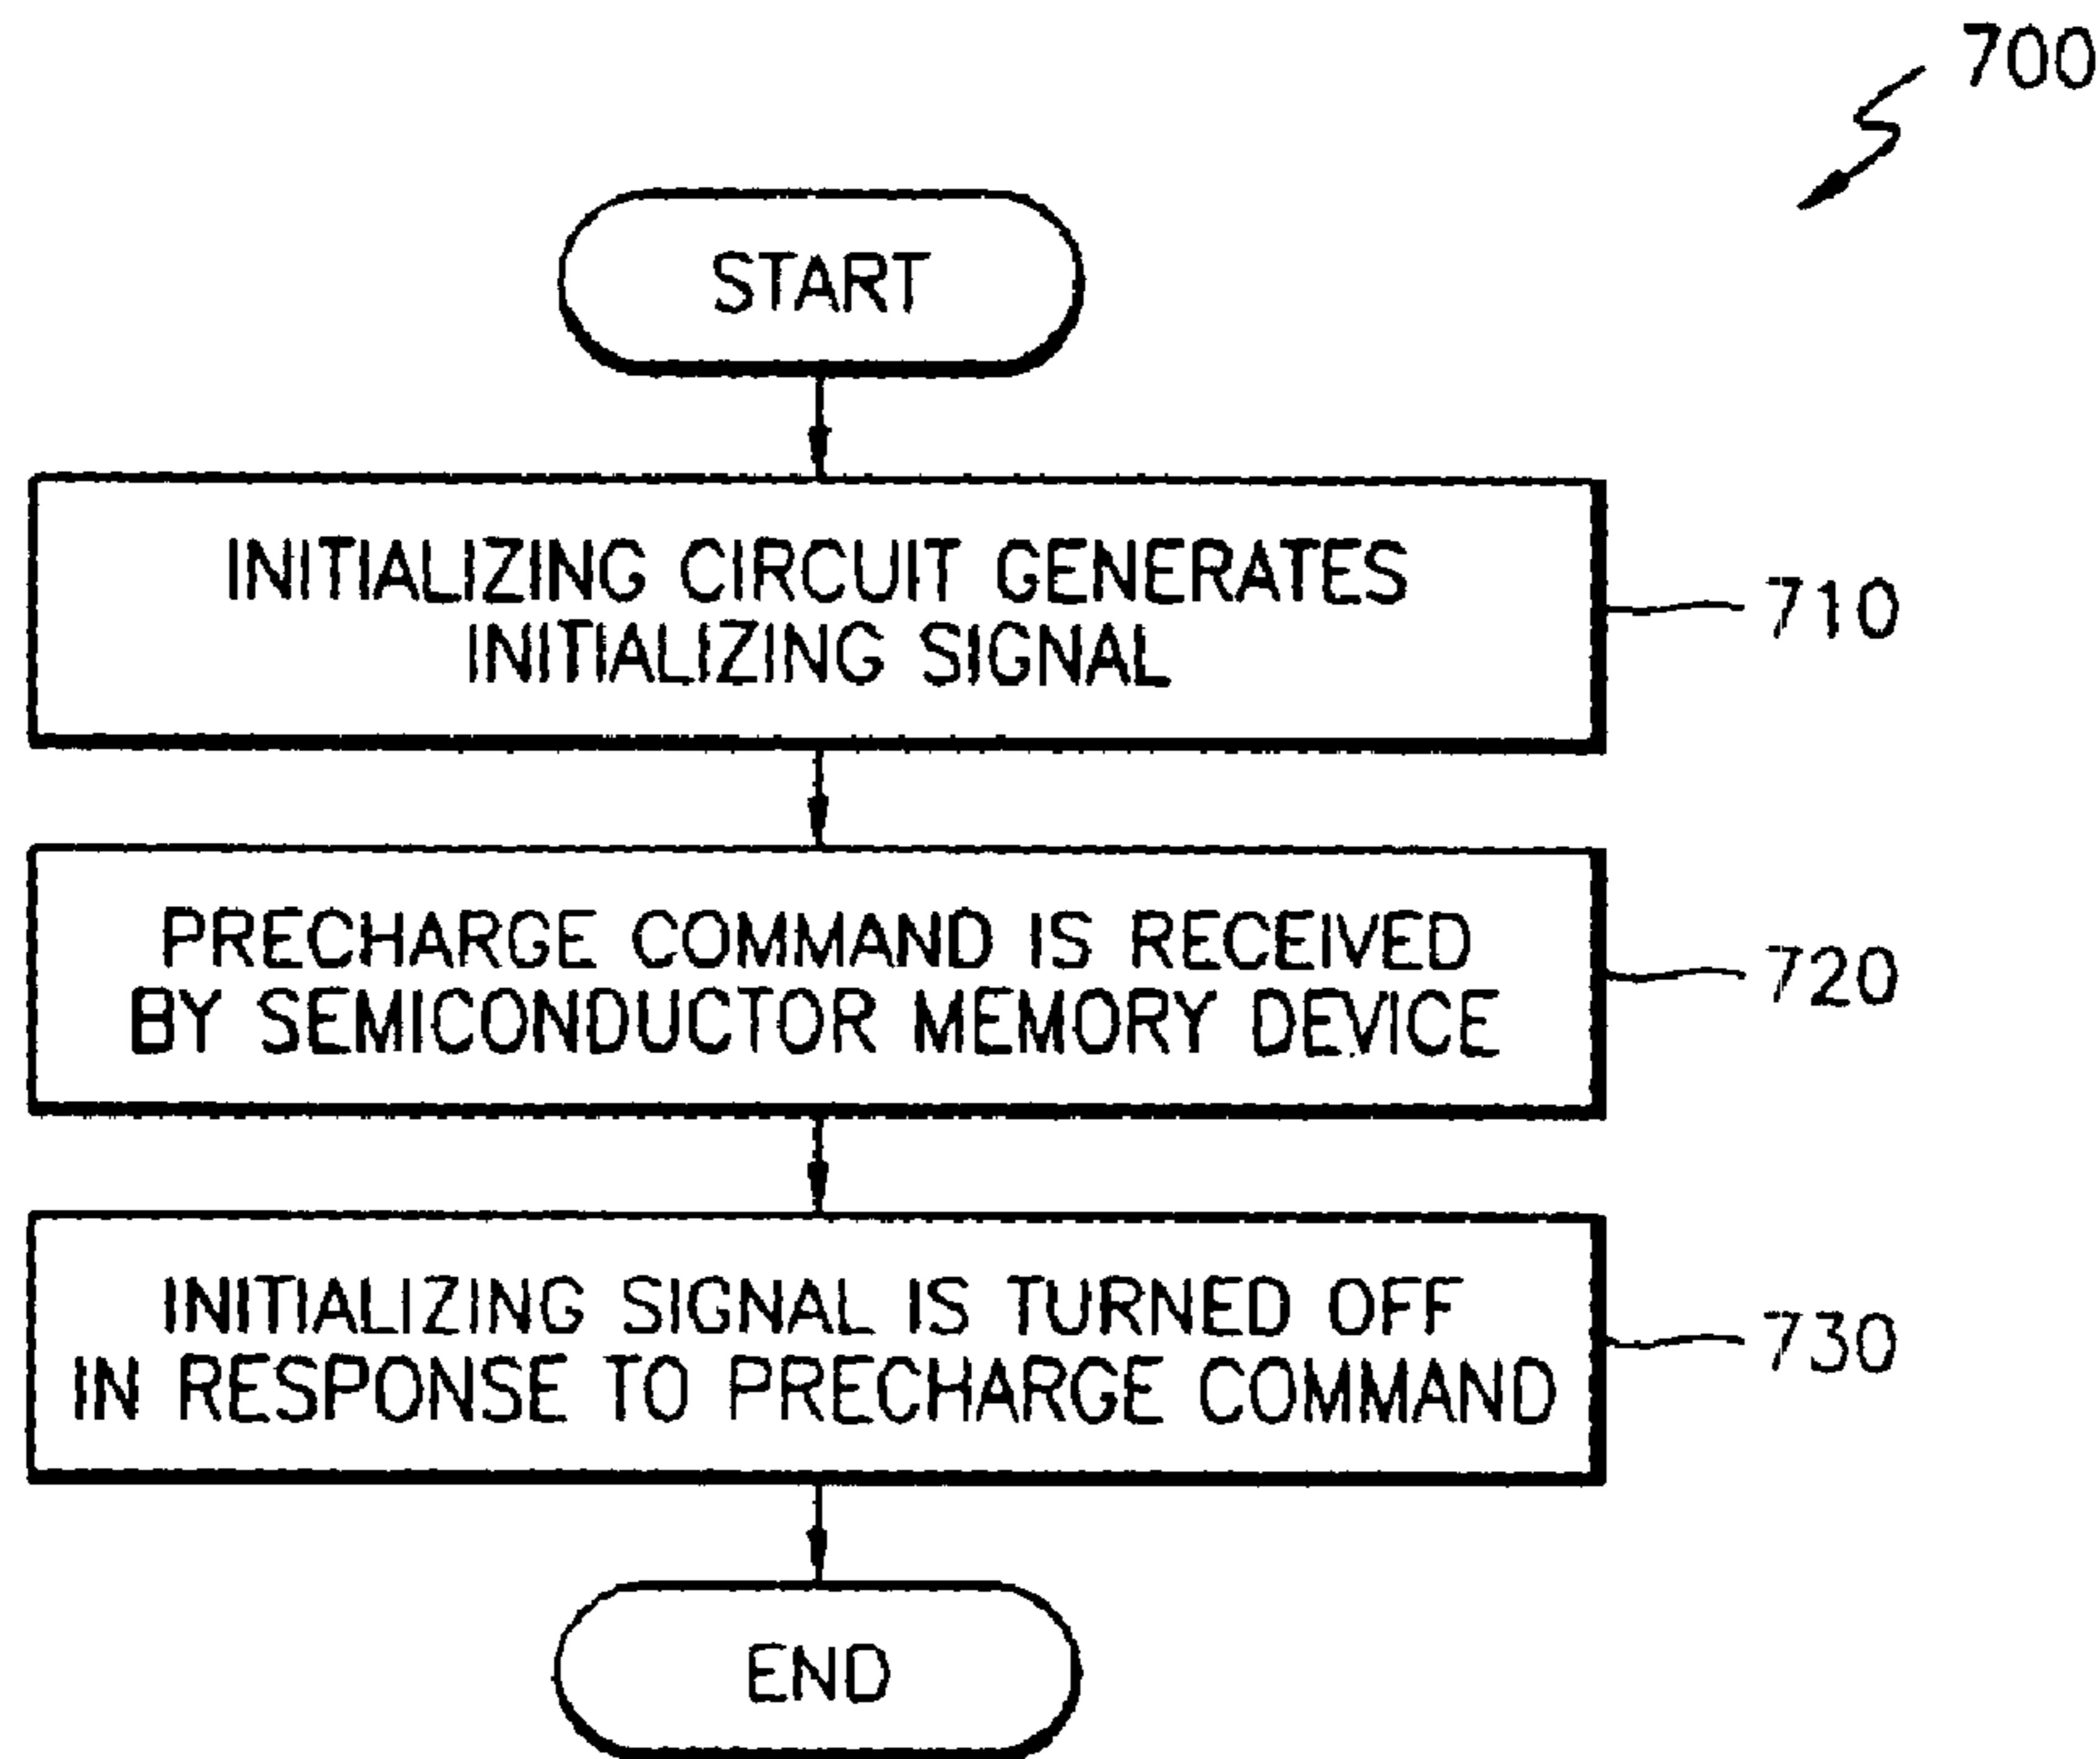 700
START
INITIALIZING CIRCUIT GENERATES
INITIALIZING SIGNAL
710
PRECHARGE COMMAND IS RECEIVED
BY SEMICONDUCTOR MEMORY DEVICE
720
INITIALIZING SIGNAL IS TURNED OFF
IN RESPONSE TO PRECHARGE COMMAND
730
END